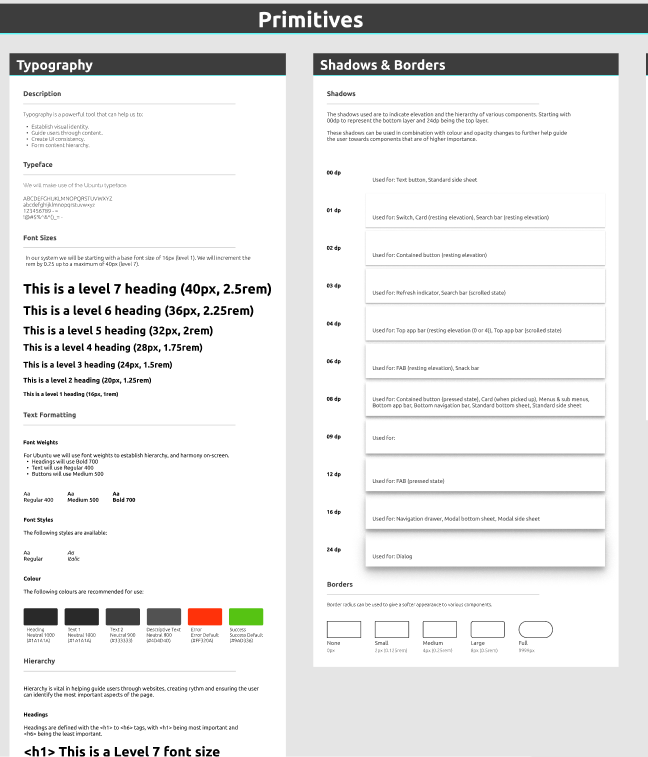 Primitives
Typography
Description
Typography is a powerful tool that can help us to:
• Establish visual identity.
• Guide users through content.
• Create UI consistency.
• Form content hierarchy.
Typeface
We will make use of the Ubuntu typeface.
ABCDEFGHIJKLMNOPQRSTUVWXYZ
abcdefghijklmnopqrstuvwxyz
Font Sizes
In our system we will be starting with a base font size of 16px (level 1). We will increment the
rem by 0.25 up to a maximum of 40px (level 7).
This is a level 7 heading (40px, 2.5rem)
This is a level 6 heading (36px, 2.25rem)
This is a level 5 heading (32px, 2rem)
This is a level 4 heading (28px, 1.75rem)
This is a level 3 heading (24px, 1.5rem)
This is a level 2 heading (20px, 1.25rem)
This is a level 1 heading (16px, 1rem)
Text Formatting
Font Weights
For Ubuntu we will use font weights to establish hierarchy, and harmony on-screen.
• Headings will use Bold 700
• Text will use Regular 400
• Buttons will use Medium 500
Aa Aa Aa
Regular 400 Medium 500 Bold 700
Font Styles
The following styles are available:
Aa Aa
Regular Italic
Colour
The following colours are recommended for use:
Heading Text 1 Text 2 Descriptive Text Error Success
Neutral 1000 Neutral 1000 Neutral 900 Neutral 800 Error Default Success Default
(#1A1A1A) (#1A1A1A) (#333333) (#4D4D40)
Hierarchy
Hierarchy is vital in helping guide users through websites, creating rythm and ensuring the user
can identify the most important aspects of the page.
Headings
Headings are defined with the <h1> to <h6> tags, with <h1> being most important and
<h6> being the least important.
<h1> This is a Level 7 font size
Shadows & Borders
Shadows
The shadows used are to indicate elevation and the hierarchy of various components. Starting with
00dp to represent the bottom layer and 24dp being the top layer.
These shadows can be used in combination with colour and opacity changes to further help guide
the user towards components that are of higher importance.
00 dp
Used for: Text button, Standard side sheet
01 dp
Used for: Switch, Card (resting elevation), Search bar (resting elevation)
02 dp
Used for: Contained button (resting elevation)
03 dp
Used for: Refresh indicator, Search bar (scrolled state)
04 dp
Used for: Top app bar (resting elevation (0 or 4)), Top app bar (scrolled state)
06 dp
Used for: FAB (resting elevation), Snack bar
08 dp
Used for: Contained button (pressed state), Card (when picked up), Menus & sub menus,
Bottom app bar, Bottom navigation bar, Standard bottom sheet, Standard side sheet
09 dp
Used for:
12 dp
Used for: FAB (pressed state)
16 dp
Used for: Navigation drawer, Modal bottom sheet, Modal side sheet
24 dp
Used for: Dialog
Borders
Border radius can be used to give a softer appearance to various components.
None Small Medium Large Full
0px 2px (0.125rem) 4px (0.25rem) 8px (0.5rem) 9999px